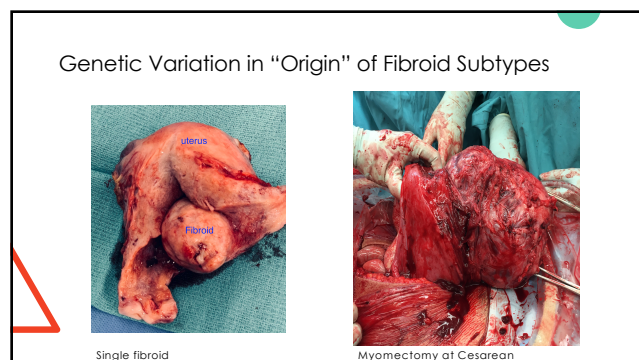 Genetic Variation in “Origin” of Fibroid Subtypes
uterus
Fibroid
Single fibroid
Myomectomy at Cesarean